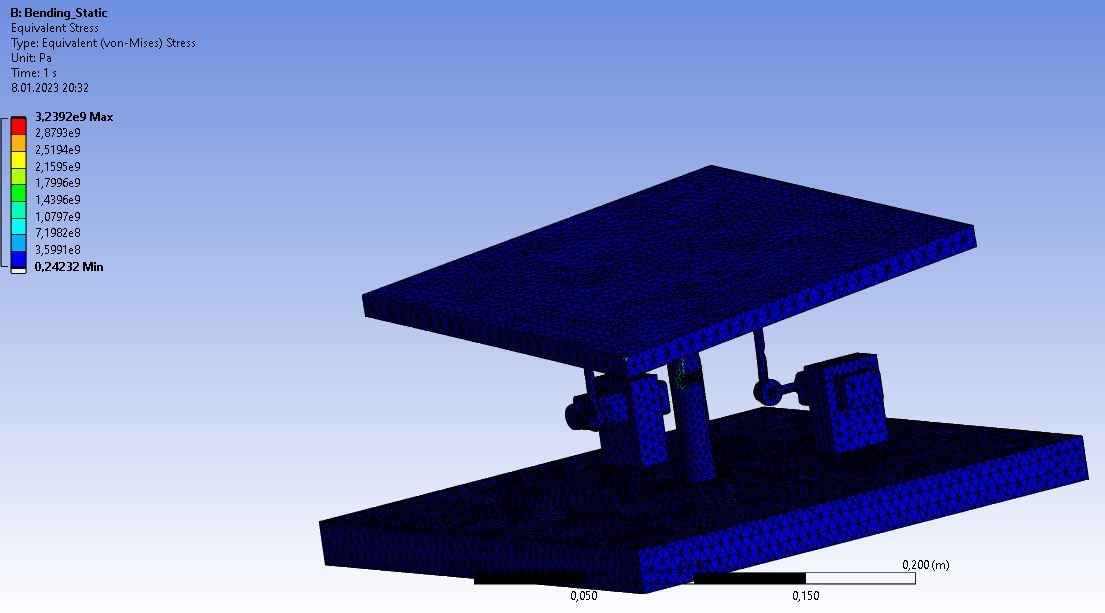 B: Bending_Static
Equivalent Stress
Type: Equivalent (von-Mises) Stress
Unit: Pa
Time: 1 s
8.01.2023 20:32
3,2392e9 Max
2,8793e9
2,5194e9
2,1595e9
1,7996e9
1,4396e9
1,0797e9
7,1982e8
3,5991e8
0,24232 Min
0,200 (m)
0,050
0,150